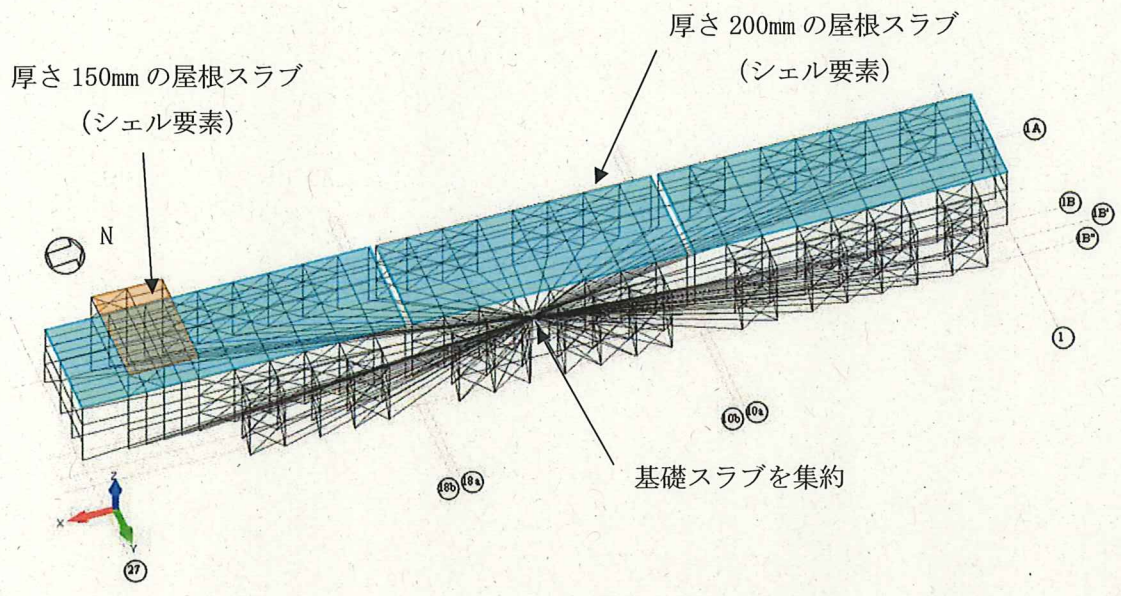 厚さ 200mm の屋根スラブ
（シェル要素）
厚さ 150mm の屋根スラブ
（シェル要素）
1A
1B
1B'
1B"
N
1
10b
10a
基礎スラブを集約
18b
18a
Z
X
Y
27